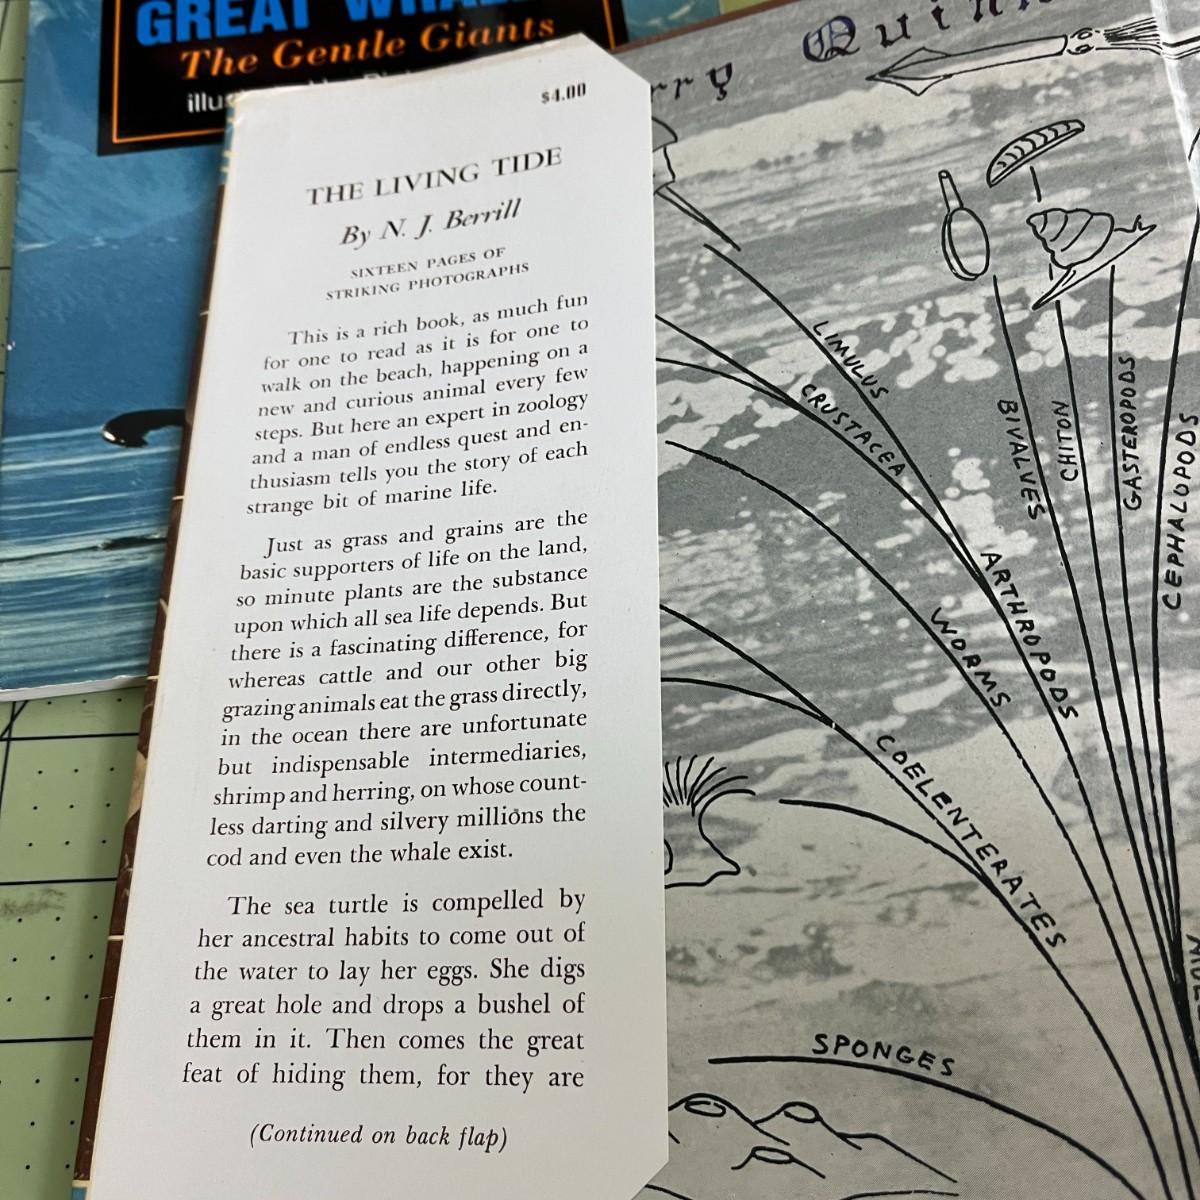 GREAT
The Gentle Giants
$4.00
THE LIVING TIDE
By N. J. Berrill
SIXTEEN PAGES OF
STRIKING PHOTOGRAPHS
This is a rich book, as much fun
for one to read as it is for one to
walk on the beach, happening on a
new and curious animal every few
steps. But here an expert in zoology
and a man of endless quest and en-
thusiasm tells you the story of each
strange bit of marine life.
Just as grass and grains are the
basic supporters of life on the land,
so minute plants are the substance
upon which all sea life depends. But
there is a fascinating difference, for
whereas cattle and our other big
grazing animals eat the grass directly,
in the ocean there are unfortunate
but indispensable intermediaries,
shrimp and herring, on whose count-
less darting and silvery millions the
cod and even the whale exist.
The sea turtle is compelled by
her ancestral habits to come out of
the water to lay her eggs. She digs
a great hole and drops a bushel of
them in it. Then comes the great
feat of hiding them, for they are
(Continued on back flap)
LIMULUS
CRUSTACEA
BIVALVES
CHITON
GASTEROPODS
CEPHALOPODS
ARTHROPODS
WORMS
COELENTERATES
SPONGES